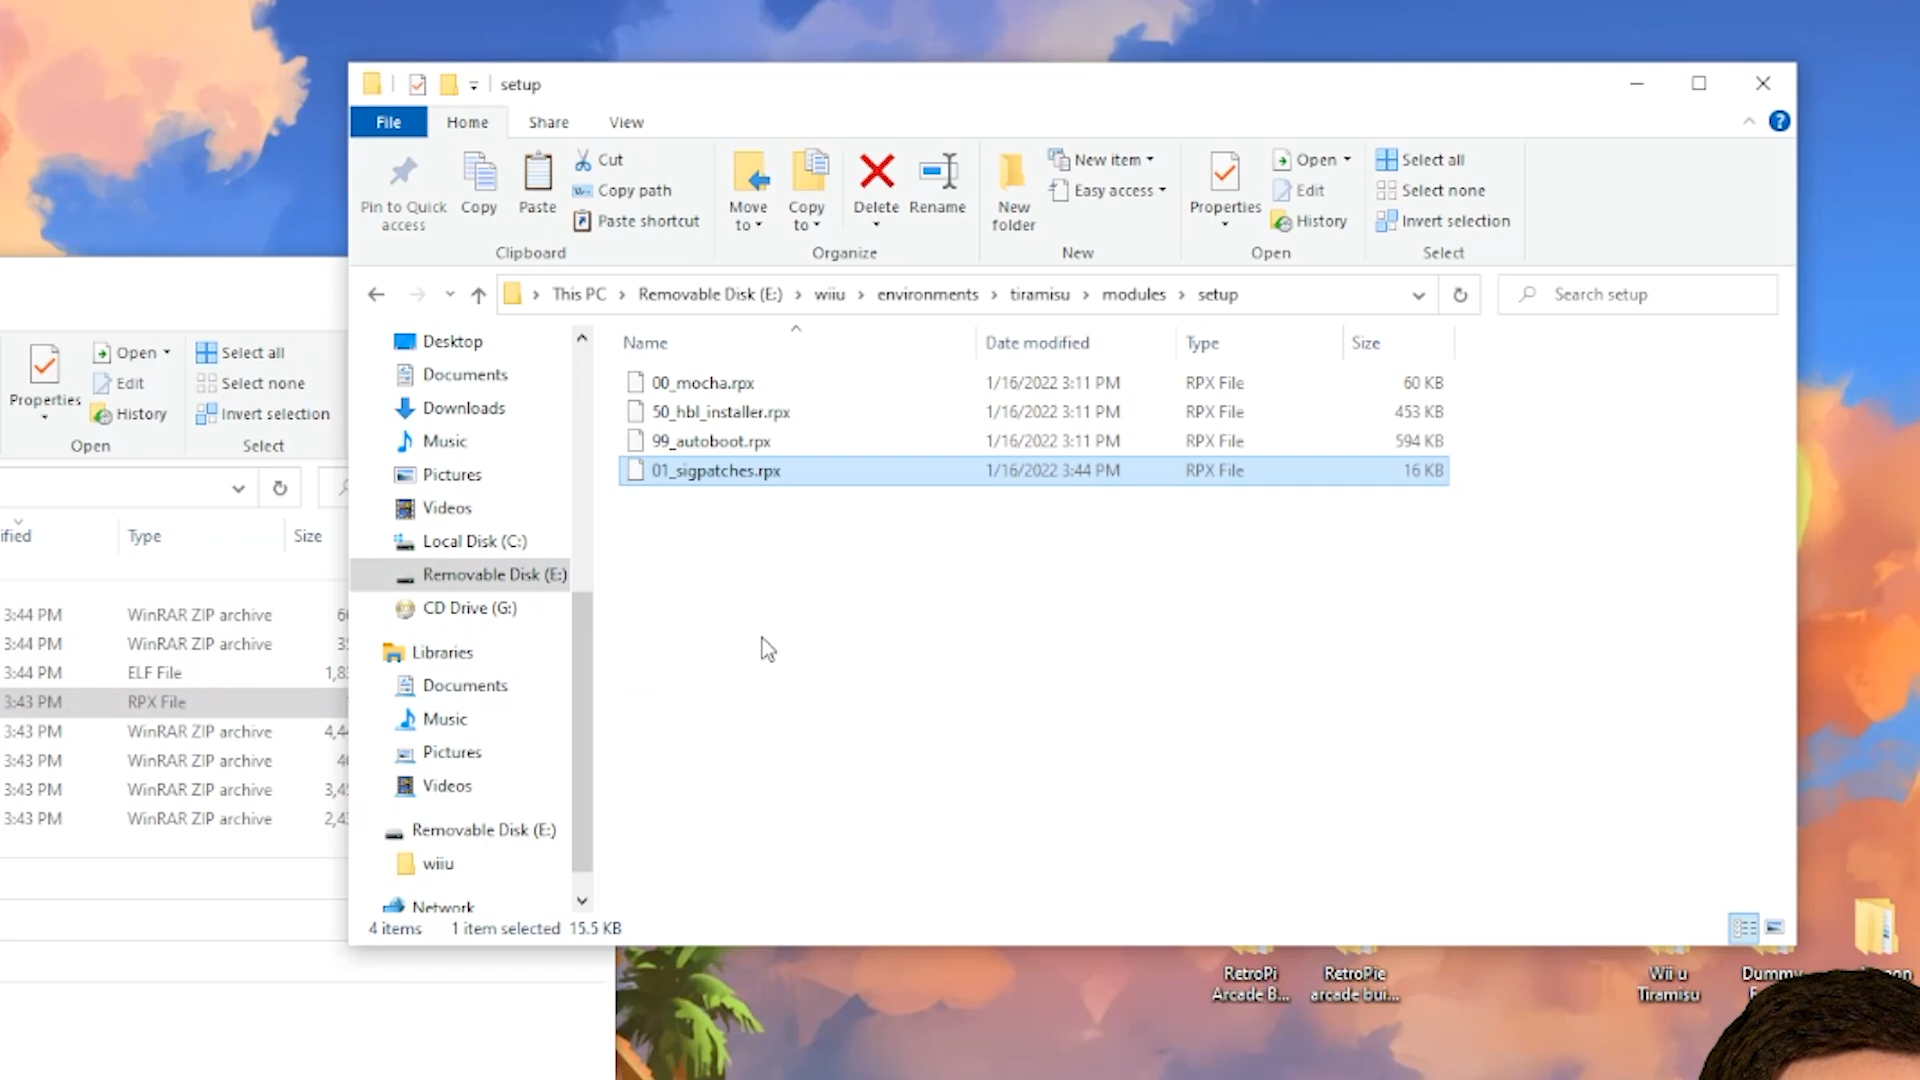 setup
File
Home
Share
View
Pin to Quick
access
Copy
Paste
Cut
Copy path
Paste shortcut
Clipboard
Move
to
Copy
to
Delete
Rename
Organize
New
folder
New item
Easy access
New
Properties
Open
Edit
History
Open
Select all
Select none
Invert selection
Select
This PC
Removable Disk (E:)
wiiu
environments
tiramisu
modules
setup
Search setup
Name
Date modified
Type
Size
00_mocha.rpx
1/16/2022 3:11 PM
RPX File
60 KB
50_hbl_installer.rpx
1/16/2022 3:11 PM
RPX File
453 KB
99_autoboot.rpx
1/16/2022 3:11 PM
RPX File
594 KB
01_sigpatches.rpx
1/16/2022 3:44 PM
RPX File
16 KB
Desktop
Documents
Downloads
Music
Pictures
Videos
Local Disk (C:)
Removable Disk (E:)
CD Drive (G:)
Libraries
Documents
Music
Pictures
Videos
Removable Disk (E:)
wiiu
Network
4 items
1 item selected 15.5 KB
Properties
Open
Edit
History
Open
Select all
Select none
Invert selection
Select
ified
Type
Size
3:44 PM
WinRAR ZIP archive
3:44 PM
WinRAR ZIP archive
3:44 PM
ELF File
1,8
3:43 PM
RPX File
3:43 PM
WinRAR ZIP archive
4,4
3:43 PM
WinRAR ZIP archive
3:43 PM
WinRAR ZIP archive
3,4
3:43 PM
WinRAR ZIP archive
2,4
RetroPi
Arcade B...
RetroPie
arcade bui...
Wii u
Tiramisu
Dummy